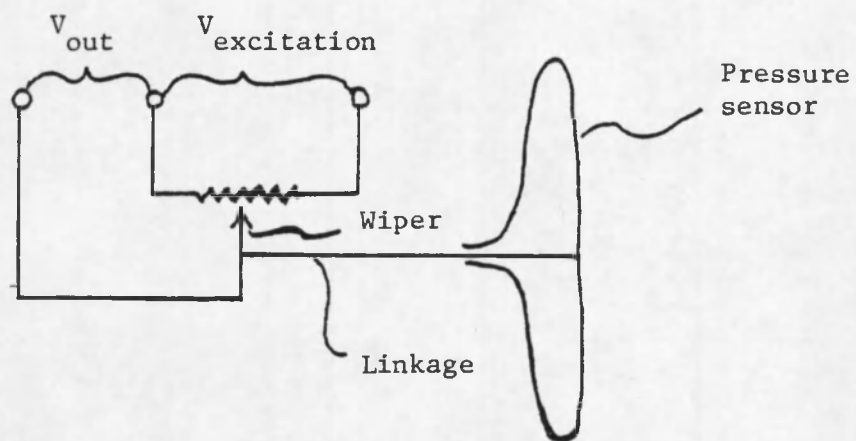 V out
V excitation
Pressure
sensor
Wiper
Linkage